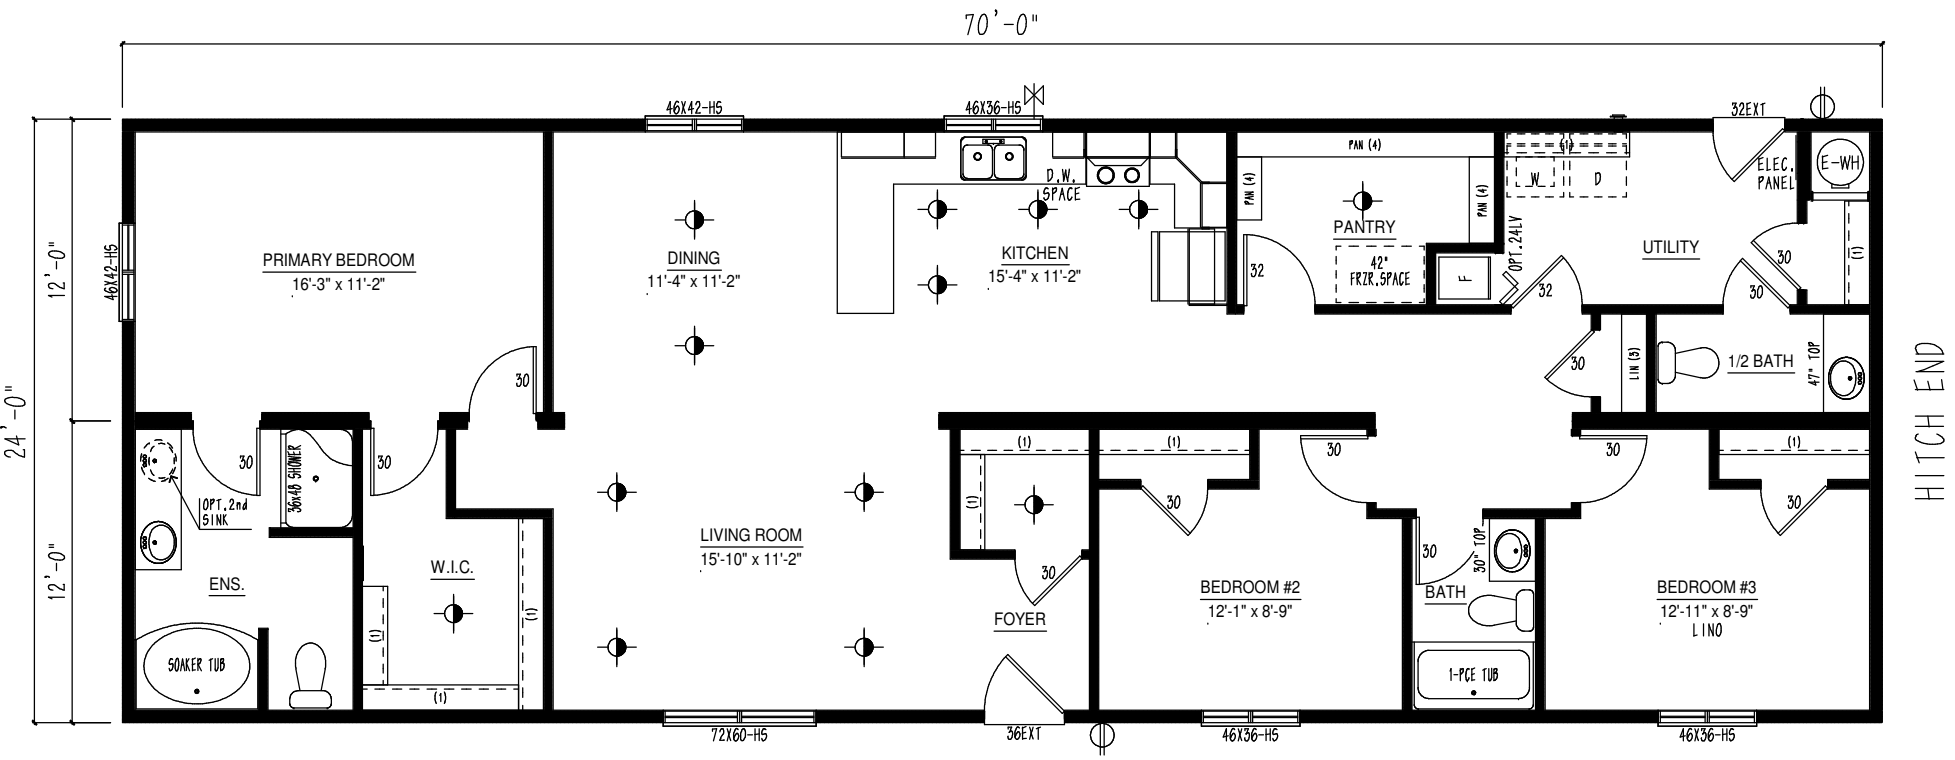 70'-0"
46X42-HS
46X36-HS
32EXT
PAN (4)
(1)
E-WH
ELEC.
PANEL
D.W.
SPACE
PAN (4)
PAN (4)
W
D
PANTRY
OPT.24LV
UTILITY
(1)
46X42-HS
12'-0"
PRIMARY BEDROOM
16'-3" x 11'-2"
DINING
11'-4" x 11'-2"
KITCHEN
15'-4" x 11'-2"
32
42"
FRZR.SPACE
F
32
30
30
24'-0"
30
30
LIN (3)
1/2 BATH
47" TOP
HITCH END
30
36x48 SHOWER
30
(1)
(1)
30
30
(1)
OPT.2nd
SINK
(1)
30
30
12'-0"
LIVING ROOM
15'-10" x 11'-2"
30
30
30" TOP
W.I.C.
ENS.
BEDROOM #2
12'-1" x 8'-9"
BATH
BEDROOM #3
12'-11" x 8'-9"
LINO
FOYER
(1)
(1)
SOAKER TUB
1-PCE TUB
(1)
72X60-HS
36EXT
46X36-HS
46X36-HS